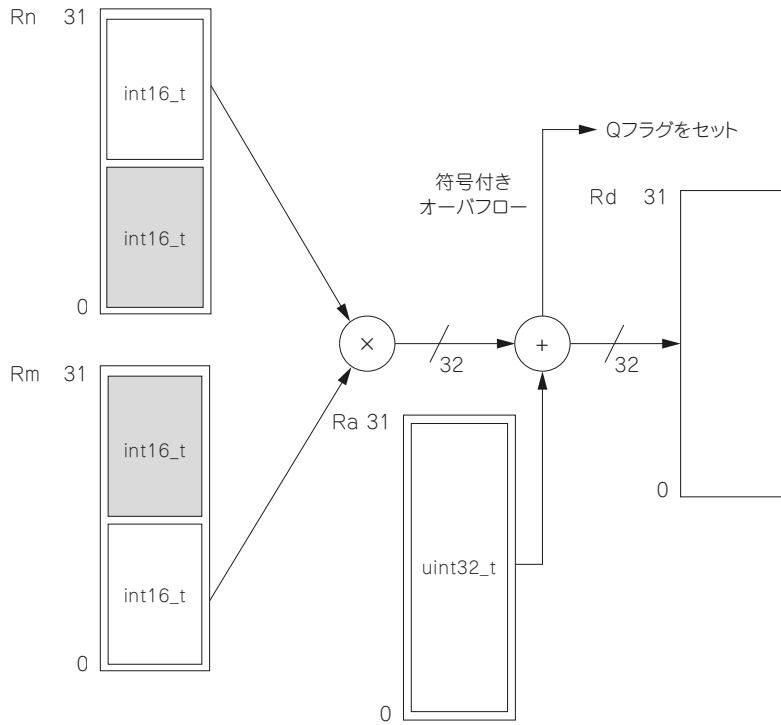 Rn 31
int16_t
int16_t
0
Qフラグをセット
符号付き
オーバフロー
Rd 31
×
32
+
32
0
Rm 31
int16_t
int16_t
0
Ra 31
uint32_t
0